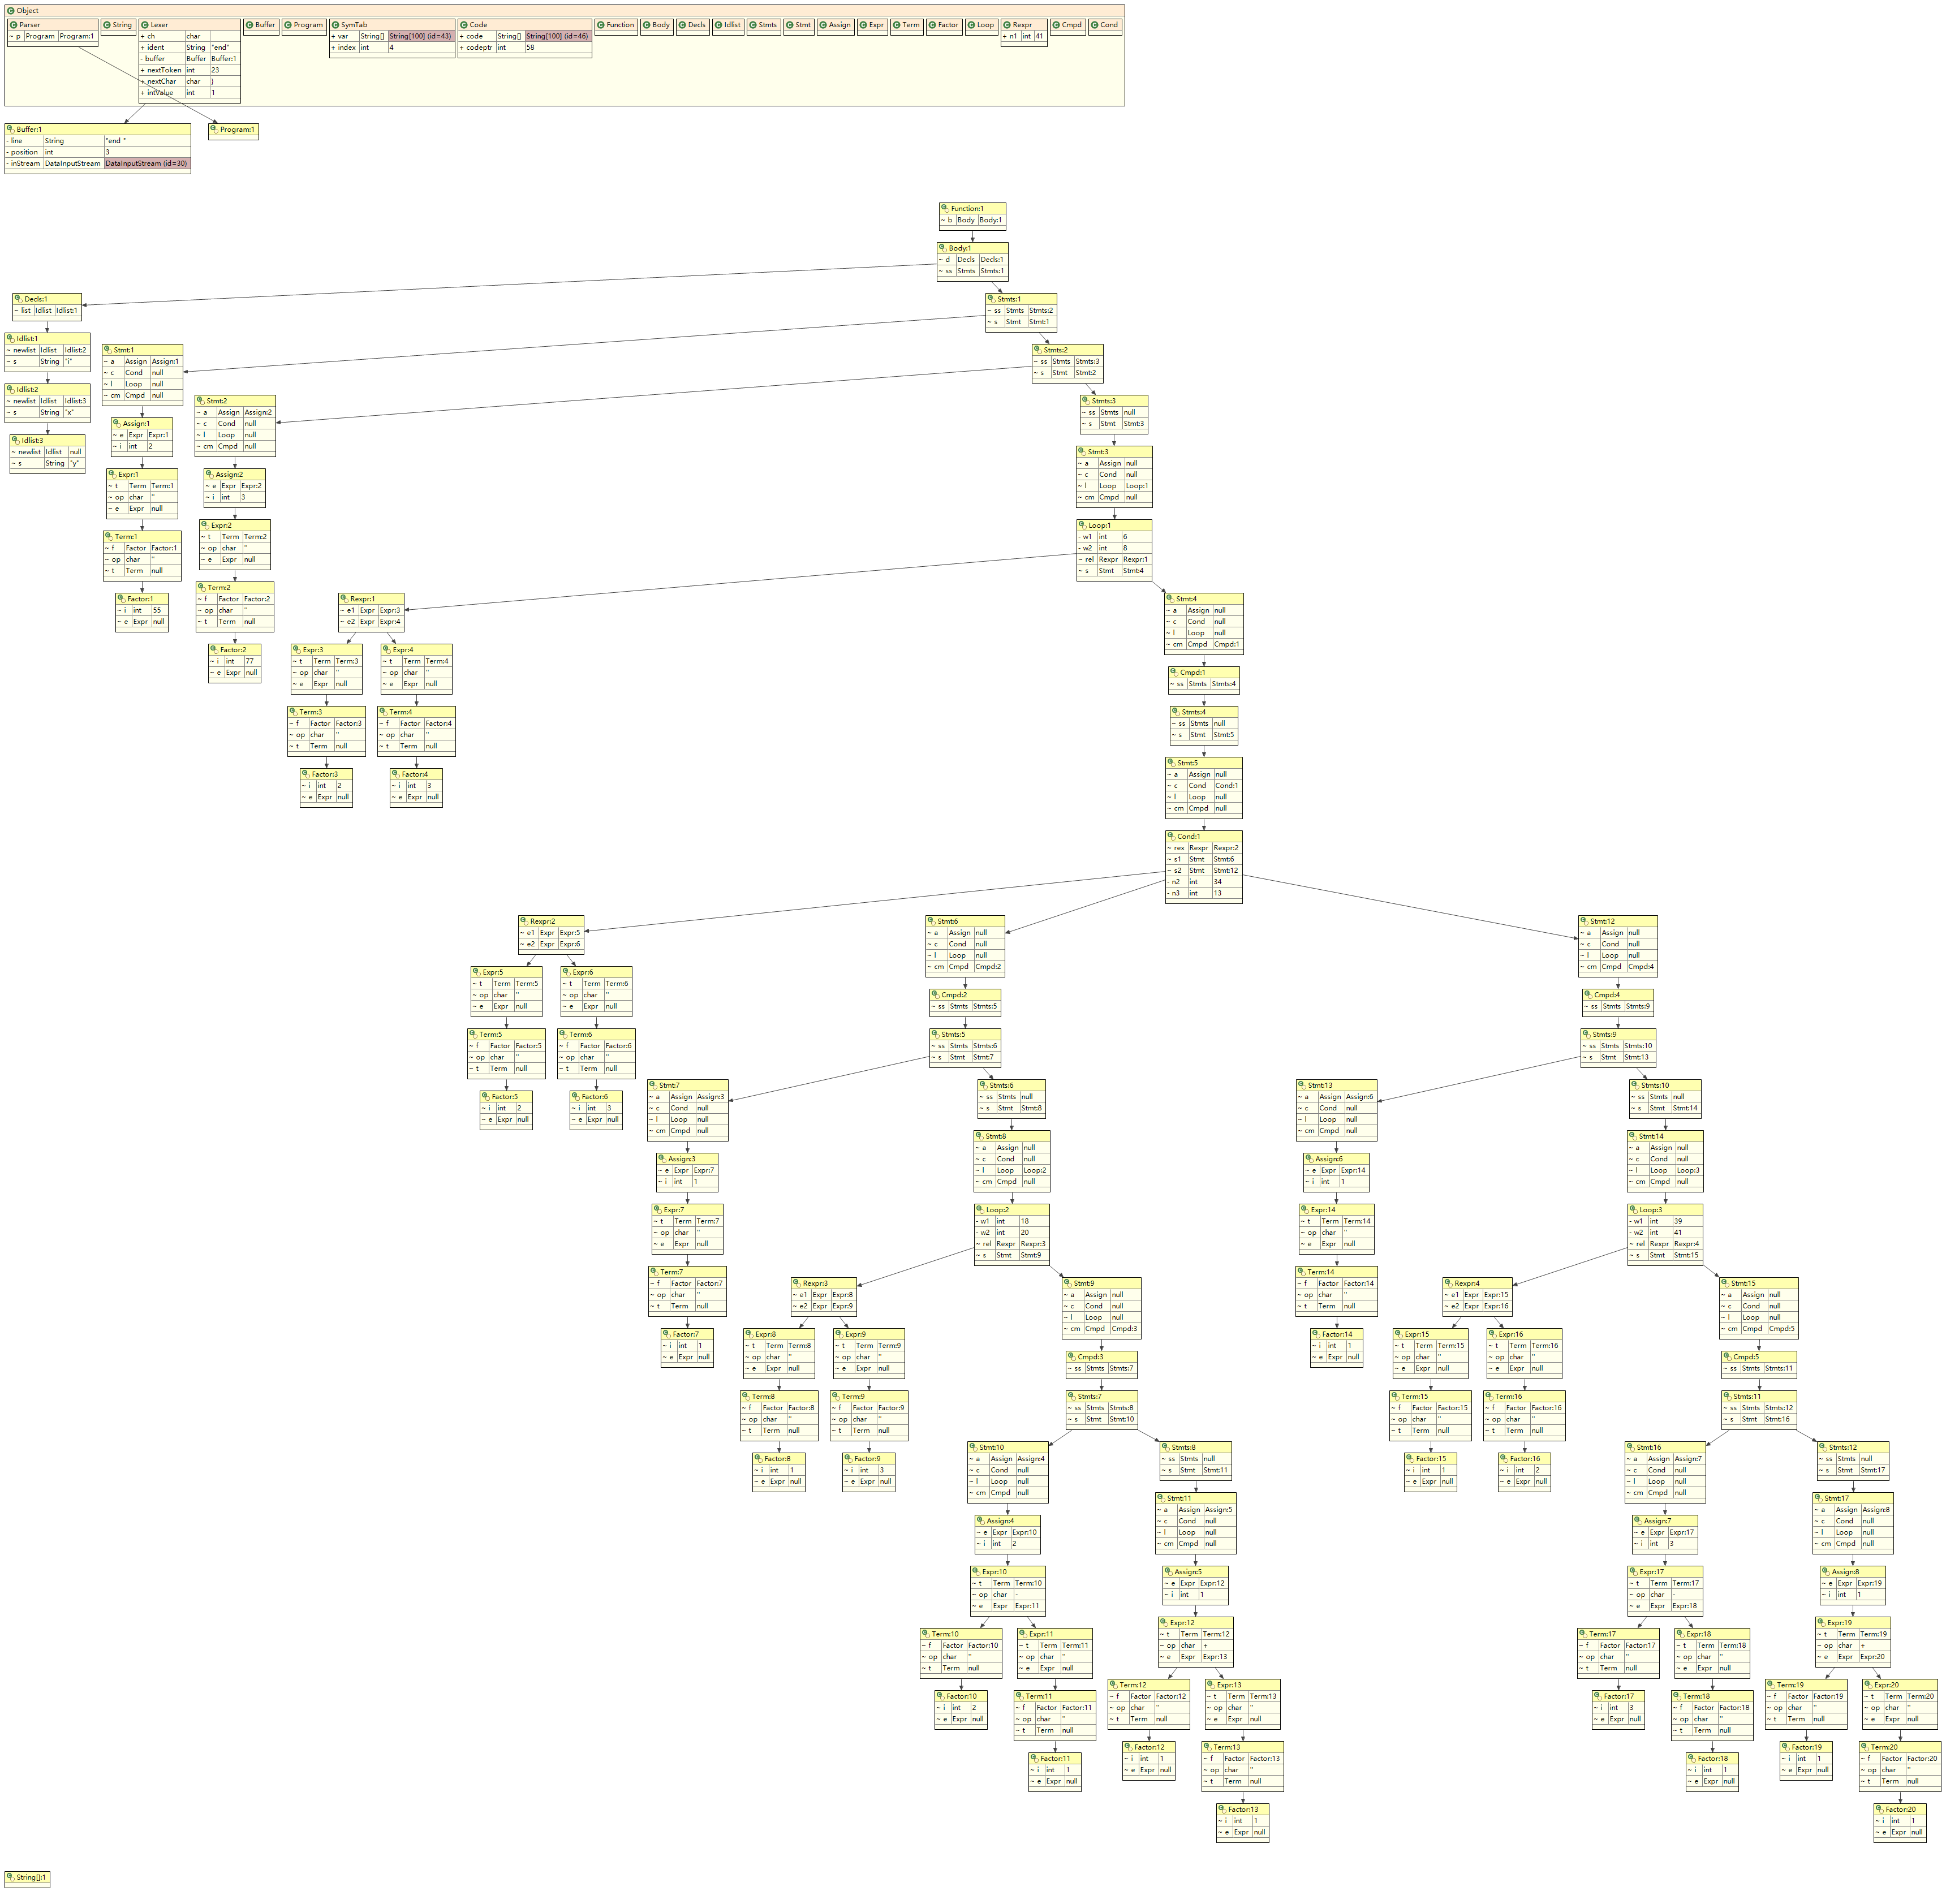 Object
Parser
~ p Program Program:1
String
Lexer
+ ch char
+ ident String "end"
- buffer Buffer Buffer:1
+ nextToken int 23
+ nextChar char }
+ intValue int 1
Buffer
Program
SymTab
+ var String[] String[100] (id=43)
+ index int 4
Code
+ code String[] String[100] (id=46)
+ codeptr int 58
Function
Body
Decls
Idlist
Stmts
Stmt
Assign
Expr
Term
Factor
Loop
Rexpr
+ n1 int 41
Cmpd
Cond
Buffer:1
- line String "end "
- position int 3
- inStream DataInputStream DataInputStream (id=30)
Program:1
Function:1
~ b Body Body:1
Body:1
~ d Decls Decls:1
~ ss Stmts Stmts:1
Decls:1
~ list Idlist Idlist:1
Stmts:1
~ ss Stmts Stmts:2
~ s Stmt Stmt:1
Idlist:1
~ newlist Idlist Idlist:2
~ s String "i"
Idlist:2
~ newlist Idlist Idlist:3
~ s String "x"
Idlist:3
~ newlist Idlist null
~ s String "y"
Stmt:1
~ a Assign Assign:1
~ c Cond null
~ l Loop null
~ cm Cmpd null
Assign:1
~ e Expr Expr:1
~ i int 2
Expr:1
~ t Term Term:1
~ op char ''
~ e Expr null
Term:1
~ f Factor Factor:1
~ op char ''
~ t Term null
Factor:1
~ i int 55
~ e Expr null
Stmts:2
~ ss Stmts Stmts:3
~ s Stmt Stmt:2
Stmt:2
~ a Assign Assign:2
~ c Cond null
~ l Loop null
~ cm Cmpd null
Assign:2
~ e Expr Expr:2
~ i int 3
Expr:2
~ t Term Term:2
~ op char ''
~ e Expr null
Term:2
~ f Factor Factor:2
~ op char ''
~ t Term null
Factor:2
~ i int 77
~ e Expr null
Stmts:3
~ ss Stmts null
~ s Stmt Stmt:3
Stmt:3
~ a Assign null
~ c Cond null
~ l Loop Loop:1
~ cm Cmpd null
Loop:1
- w1 int 6
- w2 int 8
~ rel Rexpr Rexpr:1
~ s Stmt Stmt:4
Rexpr:1
~ e1 Expr Expr:3
~ e2 Expr Expr:4
Expr:3
~ t Term Term:3
~ op char ''
~ e Expr null
Term:3
~ f Factor Factor:3
~ op char ''
~ t Term null
Factor:3
~ i int 2
~ e Expr null
Expr:4
~ t Term Term:4
~ op char ''
~ e Expr null
Term:4
~ f Factor Factor:4
~ op char ''
~ t Term null
Factor:4
~ i int 3
~ e Expr null
Stmt:4
~ a Assign null
~ c Cond null
~ l Loop null
~ cm Cmpd Cmpd:1
Cmpd:1
~ ss Stmts Stmts:4
Stmts:4
~ ss Stmts null
~ s Stmt Stmt:5
Stmt:5
~ a Assign null
~ c Cond Cond:1
~ l Loop null
~ cm Cmpd null
Cond:1
~ rex Rexpr Rexpr:2
~ s1 Stmt Stmt:6
~ s2 Stmt Stmt:12
- n2 int 34
- n3 int 13
Rexpr:2
~ e1 Expr Expr:5
~ e2 Expr Expr:6
Expr:5
~ t Term Term:5
~ op char ''
~ e Expr null
Term:5
~ f Factor Factor:5
~ op char ''
~ t Term null
Factor:5
~ i int 2
~ e Expr null
Expr:6
~ t Term Term:6
~ op char ''
~ e Expr null
Term:6
~ f Factor Factor:6
~ op char ''
~ t Term null
Factor:6
~ i int 3
~ e Expr null
Stmt:6
~ a Assign null
~ c Cond null
~ l Loop null
~ cm Cmpd Cmpd:2
Cmpd:2
~ ss Stmts Stmts:5
Stmts:5
~ ss Stmts Stmts:6
~ s Stmt Stmt:7
Stmt:7
~ a Assign Assign:3
~ c Cond null
~ l Loop null
~ cm Cmpd null
Assign:3
~ e Expr Expr:7
~ i int 1
Expr:7
~ t Term Term:7
~ op char ''
~ e Expr null
Term:7
~ f Factor Factor:7
~ op char ''
~ t Term null
Factor:7
~ i int 1
~ e Expr null
Stmts:6
~ ss Stmts null
~ s Stmt Stmt:8
Stmt:8
~ a Assign null
~ c Cond null
~ l Loop Loop:2
~ cm Cmpd null
Loop:2
- w1 int 18
- w2 int 20
~ rel Rexpr Rexpr:3
~ s Stmt Stmt:9
Rexpr:3
~ e1 Expr Expr:8
~ e2 Expr Expr:9
Expr:8
~ t Term Term:8
~ op char ''
~ e Expr null
Term:8
~ f Factor Factor:8
~ op char ''
~ t Term null
Factor:8
~ i int 1
~ e Expr null
Expr:9
~ t Term Term:9
~ op char ''
~ e Expr null
Term:9
~ f Factor Factor:9
~ op char ''
~ t Term null
Factor:9
~ i int 3
~ e Expr null
Stmt:9
~ a Assign null
~ c Cond null
~ l Loop null
~ cm Cmpd Cmpd:3
Cmpd:3
~ ss Stmts Stmts:7
Stmts:7
~ ss Stmts Stmts:8
~ s Stmt Stmt:10
Stmt:10
~ a Assign Assign:4
~ c Cond null
~ l Loop null
~ cm Cmpd null
Assign:4
~ e Expr Expr:10
~ i int 2
Expr:10
~ t Term Term:10
~ op char -
~ e Expr Expr:11
Term:10
~ f Factor Factor:10
~ op char ''
~ t Term null
Factor:10
~ i int 2
~ e Expr null
Expr:11
~ t Term Term:11
~ op char ''
~ e Expr null
Term:11
~ f Factor Factor:11
~ op char ''
~ t Term null
Factor:11
~ i int 1
~ e Expr null
Stmts:8
~ ss Stmts null
~ s Stmt Stmt:11
Stmt:11
~ a Assign Assign:5
~ c Cond null
~ l Loop null
~ cm Cmpd null
Assign:5
~ e Expr Expr:12
~ i int 1
Expr:12
~ t Term Term:12
~ op char +
~ e Expr Expr:13
Term:12
~ f Factor Factor:12
~ op char ''
~ t Term null
Factor:12
~ i int 1
~ e Expr null
Expr:13
~ t Term Term:13
~ op char ''
~ e Expr null
Term:13
~ f Factor Factor:13
~ op char ''
~ t Term null
Factor:13
~ i int 1
~ e Expr null
Stmt:12
~ a Assign null
~ c Cond null
~ l Loop null
~ cm Cmpd Cmpd:4
Cmpd:4
~ ss Stmts Stmts:9
Stmts:9
~ ss Stmts Stmts:10
~ s Stmt Stmt:13
Stmt:13
~ a Assign Assign:6
~ c Cond null
~ l Loop null
~ cm Cmpd null
Assign:6
~ e Expr Expr:14
~ i int 1
Expr:14
~ t Term Term:14
~ op char ''
~ e Expr null
Term:14
~ f Factor Factor:14
~ op char ''
~ t Term null
Factor:14
~ i int 1
~ e Expr null
Stmts:10
~ ss Stmts null
~ s Stmt Stmt:14
Stmt:14
~ a Assign null
~ c Cond null
~ l Loop Loop:3
~ cm Cmpd null
Loop:3
- w1 int 39
- w2 int 41
~ rel Rexpr Rexpr:4
~ s Stmt Stmt:15
Rexpr:4
~ e1 Expr Expr:15
~ e2 Expr Expr:16
Expr:15
~ t Term Term:15
~ op char ''
~ e Expr null
Term:15
~ f Factor Factor:15
~ op char ''
~ t Term null
Factor:15
~ i int 1
~ e Expr null
Expr:16
~ t Term Term:16
~ op char ''
~ e Expr null
Term:16
~ f Factor Factor:16
~ op char ''
~ t Term null
Factor:16
~ i int 2
~ e Expr null
Stmt:15
~ a Assign null
~ c Cond null
~ l Loop null
~ cm Cmpd Cmpd:5
Cmpd:5
~ ss Stmts Stmts:11
Stmts:11
~ ss Stmts Stmts:12
~ s Stmt Stmt:16
Stmt:16
~ a Assign Assign:7
~ c Cond null
~ l Loop null
~ cm Cmpd null
Assign:7
~ e Expr Expr:17
~ i int 3
Expr:17
~ t Term Term:17
~ op char -
~ e Expr Expr:18
Term:17
~ f Factor Factor:17
~ op char ''
~ t Term null
Factor:17
~ i int 3
~ e Expr null
Expr:18
~ t Term Term:18
~ op char ''
~ e Expr null
Term:18
~ f Factor Factor:18
~ op char ''
~ t Term null
Factor:18
~ i int 1
~ e Expr null
Stmts:12
~ ss Stmts null
~ s Stmt Stmt:17
Stmt:17
~ a Assign Assign:8
~ c Cond null
~ l Loop null
~ cm Cmpd null
Assign:8
~ e Expr Expr:19
~ i int 1
Expr:19
~ t Term Term:19
~ op char +
~ e Expr Expr:20
Term:19
~ f Factor Factor:19
~ op char ''
~ t Term null
Factor:19
~ i int 1
~ e Expr null
Expr:20
~ t Term Term:20
~ op char ''
~ e Expr null
Term:20
~ f Factor Factor:20
~ op char ''
~ t Term null
Factor:20
~ i int 1
~ e Expr null
String[]:1